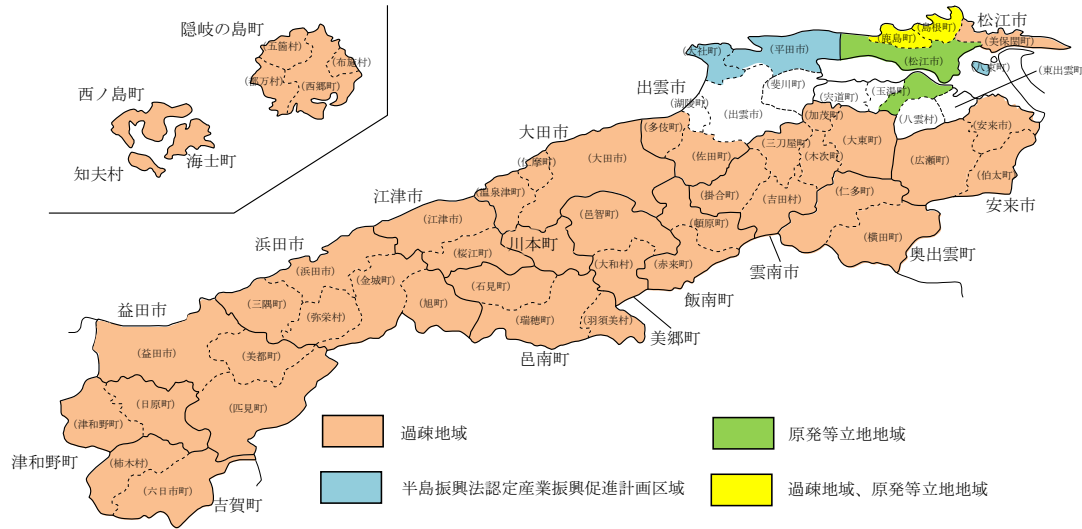 隠岐の島町
(五箇村)
(布施村)
(都万村)
(西郷町)
西ノ島町
海士町
知夫村
松江市
(島根町)
(鹿島町)
(美保関町)
(松江市)
(八束町)
(東出雲町)
(玉湯町)
(宍道町)
(八雲村)
(大社町)
(平田市)
(斐川町)
出雲市
(湖陵町)
(出雲市)
(多伎町)
(佐田町)
(加茂町)
(大東町)
(三刀屋町)
(木次町)
(掛合町)
(吉田村)
雲南市
(安来市)
(広瀬町)
(伯太町)
安来市
(仁多町)
(横田町)
奥出雲町
大田市
(仁摩町)
(大田市)
(温泉津町)
江津市
(江津市)
(桜江町)
川本町
(邑智町)
(大和村)
美郷町
(頓原町)
(赤来町)
飯南町
浜田市
(浜田市)
(金城町)
(三隅町)
(弥栄村)
(旭町)
(石見町)
(瑞穂町)
(羽須美村)
邑南町
益田市
(益田市)
(美都町)
(匹見町)
(日原町)
(津和野町)
津和野町
(柿木村)
(六日市町)
吉賀町
過疎地域
原発等立地地域
半島振興法認定産業振興促進計画区域
過疎地域、原発等立地地域